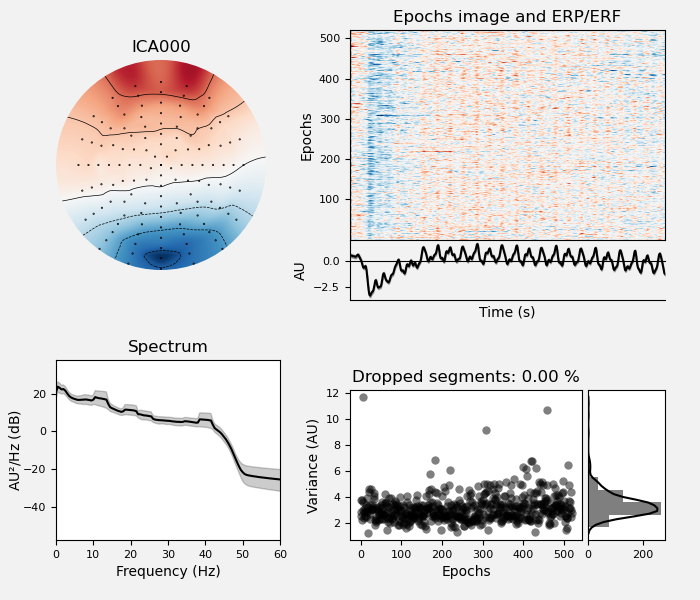 ICA000
Epochs image and ERP/ERF
Epochs
500
400
300
200
100
AU
0.0
−2.5
Time (s)
Spectrum
AU²/Hz (dB)
20
0
−20
−40
0 10 20 30 40 50 60
Frequency (Hz)
Dropped segments: 0.00 %
Variance (AU)
12
10
8
6
4
2
0 100 200 300 400 500
Epochs
0 200